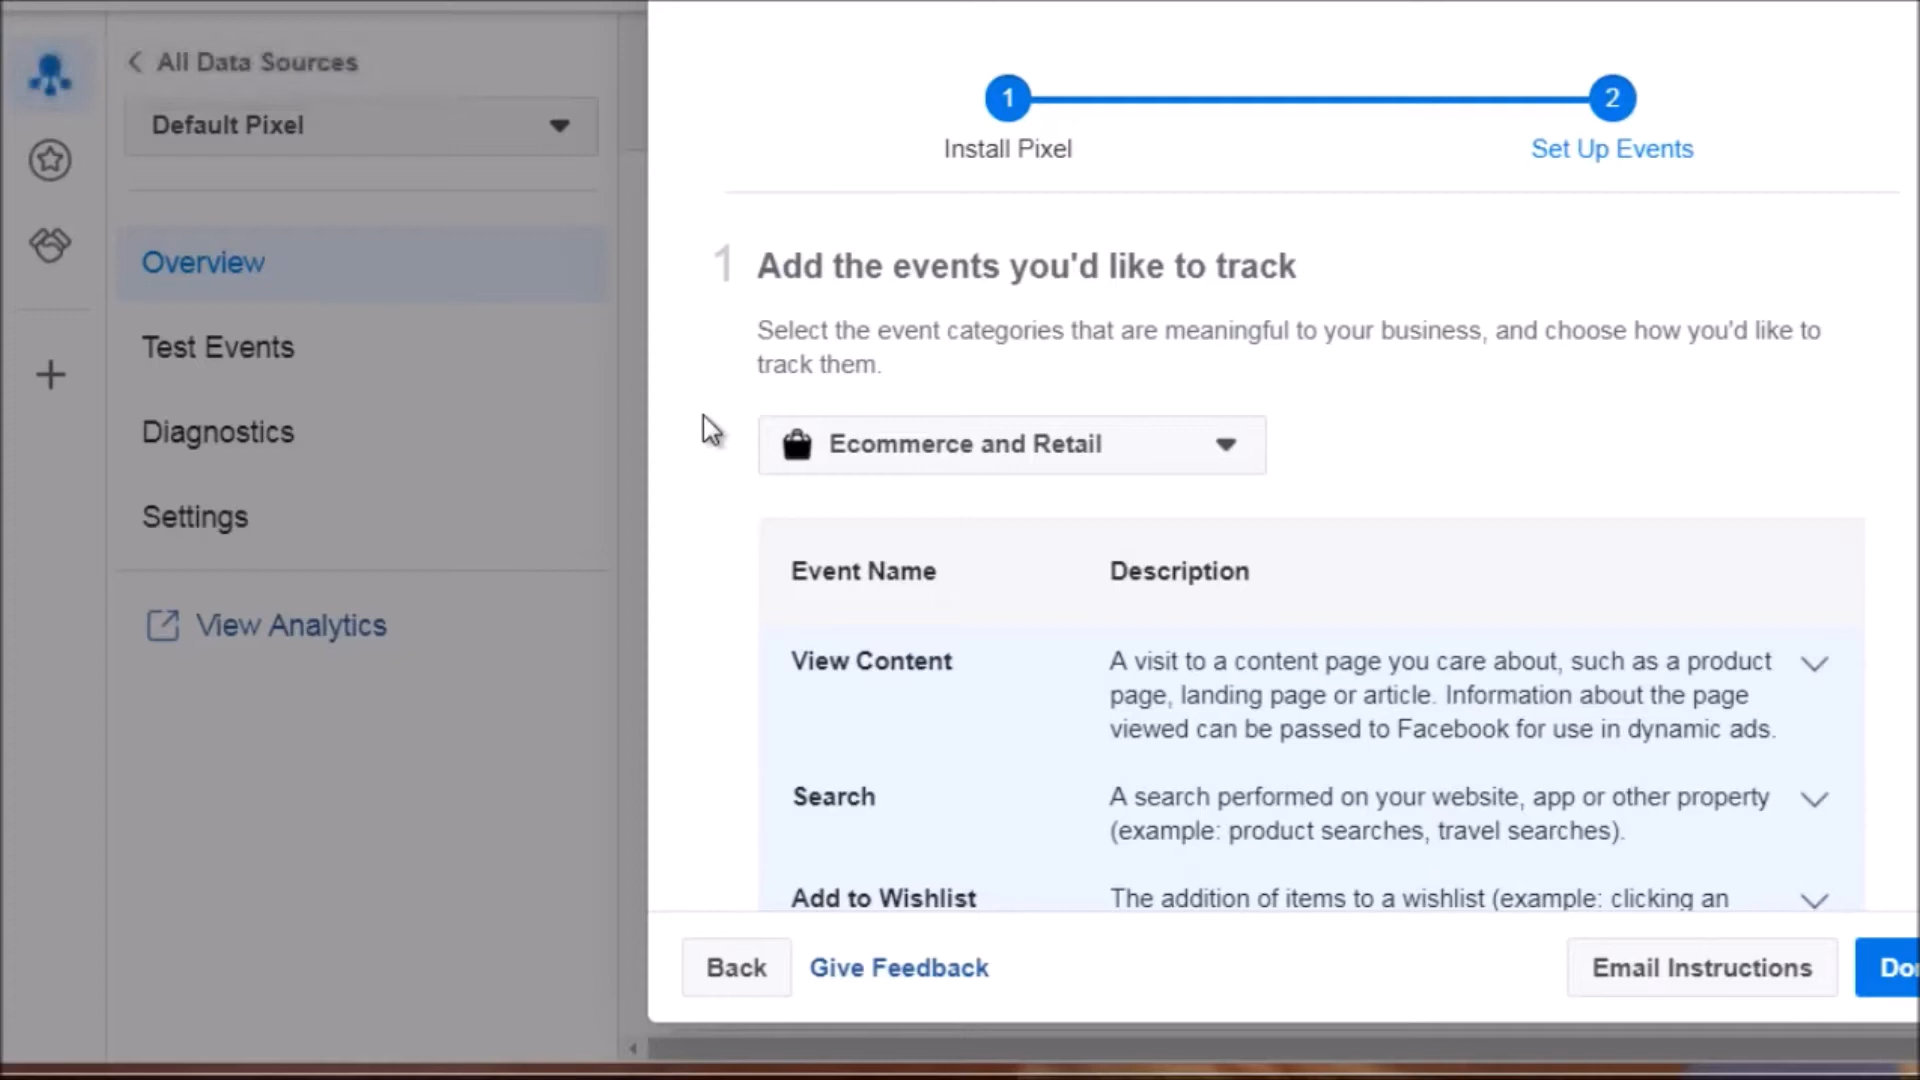 All Data Sources
Default Pixel
Overview
Test Events
Diagnostics
Settings
View Analytics
1
2
Install Pixel
Set Up Events
1 Add the events you'd like to track
Select the event categories that are meaningful to your business, and choose how you'd like to
track them.
Ecommerce and Retail
Event Name
Description
View Content
A visit to a content page you care about, such as a product
page, landing page or article. Information about the page
viewed can be passed to Facebook for use in dynamic ads.
Search
A search performed on your website, app or other property
(example: product searches, travel searches).
Add to Wishlist
The addition of items to a wishlist (example: clicking an
Back
Give Feedback
Email Instructions